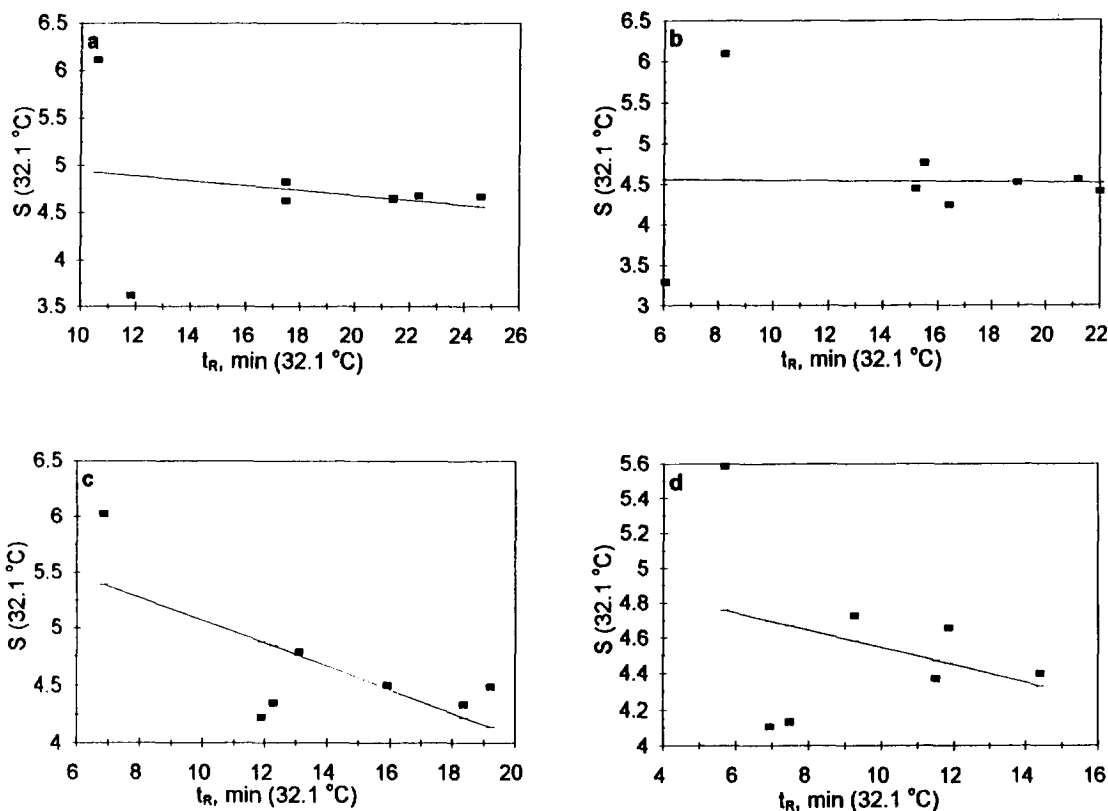 a
6.5
6
5.5
5
4.5
4
3.5
S (32.1 °C)
10 12 14 16 18 20 22 24 26
tR, min (32.1 °C)
b
6.5
6
5.5
5
4.5
4
3.5
3
S (32.1 °C)
6 8 10 12 14 16 18 20 22
tR, min (32.1 °C)
c
6.5
6
5.5
5
4.5
4
S (32.1 °C)
6 8 10 12 14 16 18 20
tR, min (32.1 °C)
d
5.6
5.4
5.2
5
4.8
4.6
4.4
4.2
4
S (32.1 °C)
4 6 8 10 12 14 16
tR, min (32.1 °C)